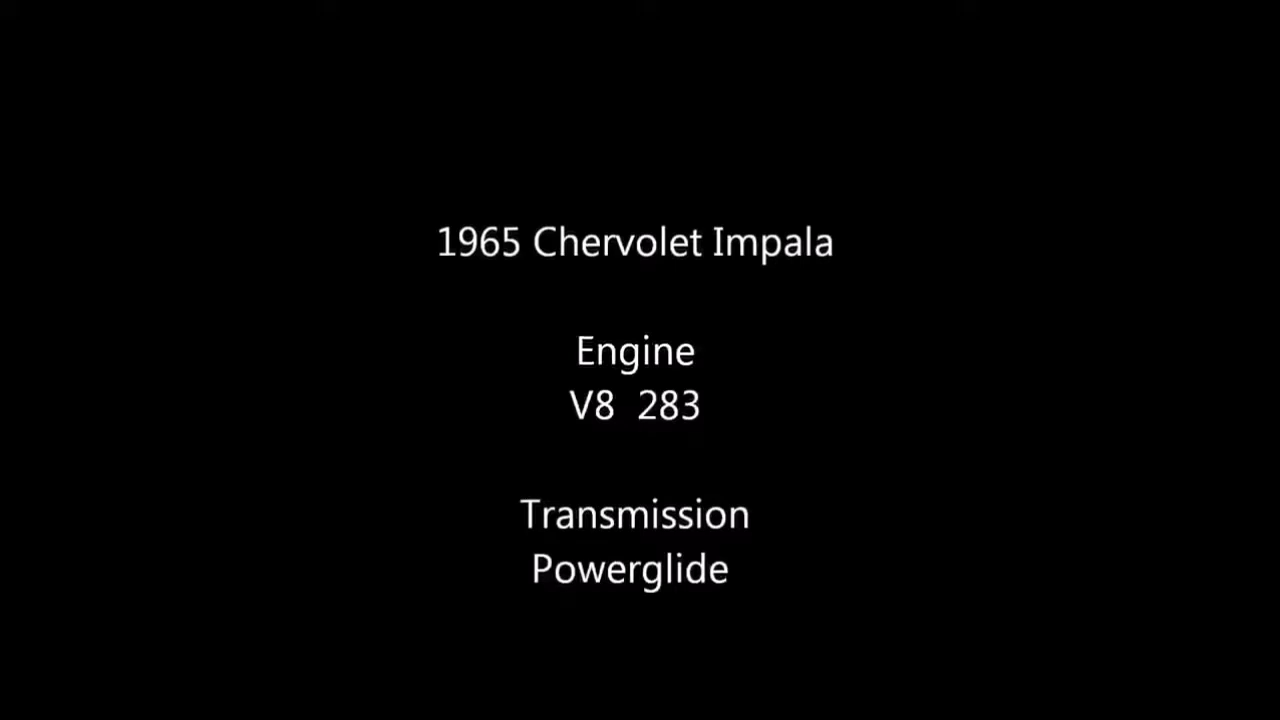 1965 Chervolet Impala
Engine
V8  283
Transmission
Powerglide